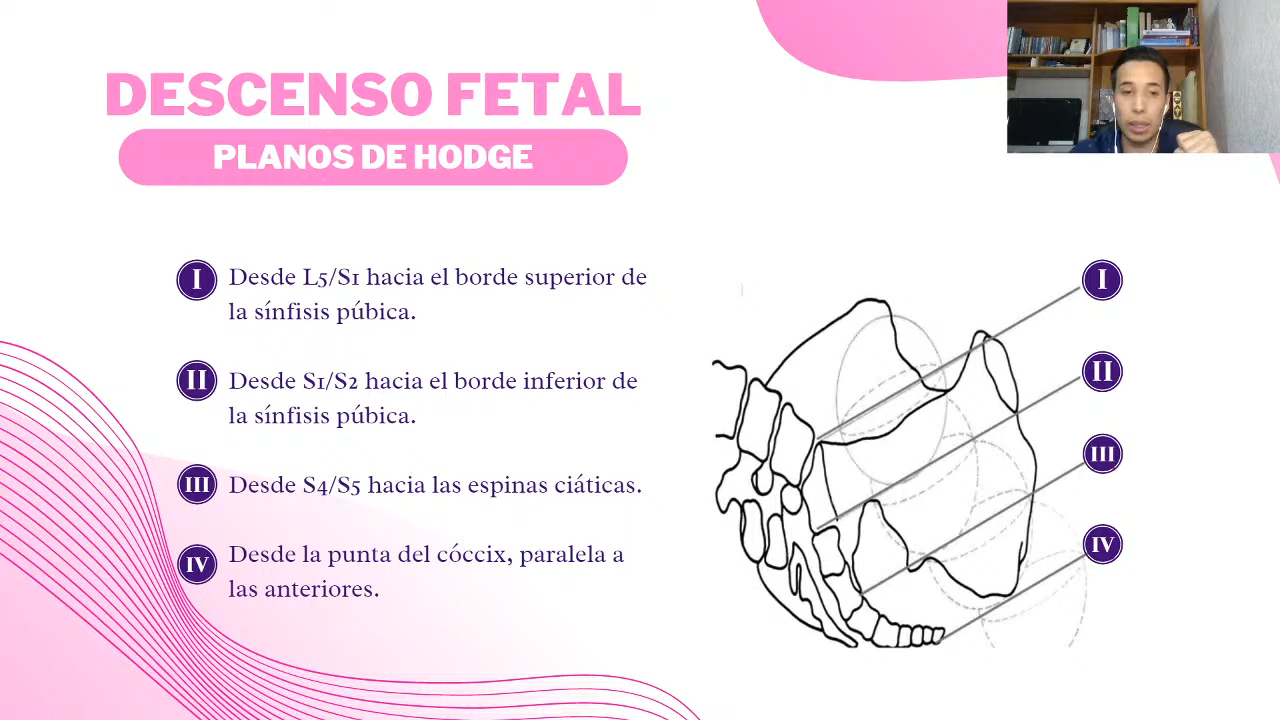 DESCENSO FETAL
PLANOS DE HODGE
I Desde L5/S1 hacia el borde superior de
la sínfisis púbica.
II Desde S1/S2 hacia el borde inferior de
la sínfisis púbica.
III Desde S4/S5 hacia las espinas ciáticas.
IV Desde la punta del cóccix, paralela a
las anteriores.
I
II
III
IV